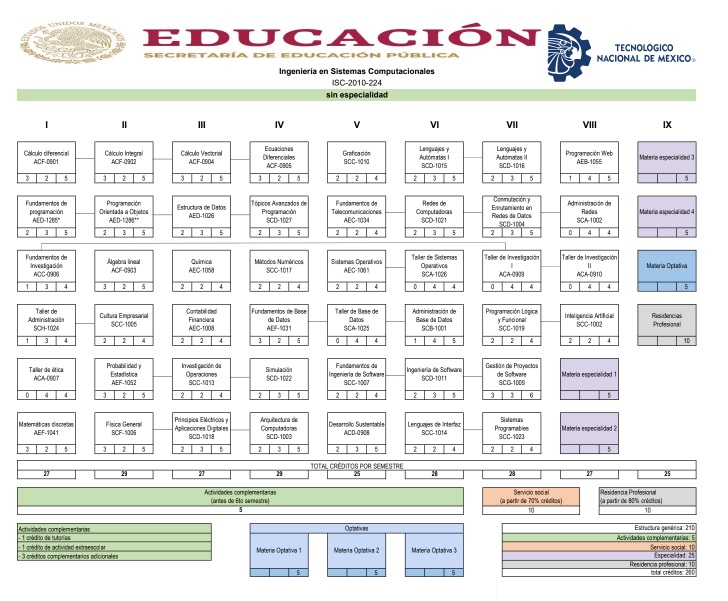 ESTADOS UNIDOS MEXICANOS
EDUCACIÓN
SECRETARÍA DE EDUCACIÓN PÚBLICA
TECNOLÓGICO
NACIONAL DE MÉXICO®
Ingeniería en Sistemas Computacionales
ISC-2010-224
sin especialidad
I II III IV V VI VII VIII IX
Cálculo diferencial
ACF-0901
3 2 5
Cálculo Integral
ACF-0902
3 2 5
Cálculo Vectorial
ACF-0904
3 2 5
Ecuaciones
Diferenciales
ACF-0905
3 2 5
Graficación
SCC-1010
2 2 4
Lenguajes y
Autómatas I
SCD-1015
2 3 5
Lenguajes y
Autómatas II
SCD-1016
2 3 5
Programación Web
AEB-1055
1 4 5
Materia especialidad 3
5
Fundamentos de
programación
AED-1285*
2 3 5
Programación
Orientada a Objetos
AED-1286**
2 3 5
Estructura de Datos
AED-1026
2 3 5
Tópicos Avanzados de
Programación
SCD-1027
2 3 5
Fundamentos de
Telecomunicaciones
AEC-1034
2 2 4
Redes de
Computadoras
SCD-1021
2 3 5
Conmutación y
Enrutamiento en
Redes de Datos
SCD-1004
2 3 5
Administración de
Redes
SCA-1002
0 4 4
Materia especialidad 4
5
Fundamentos de
Investigación
ACC-0906
1 3 4
Álgebra lineal
ACF-0903
3 2 5
Química
AEC-1058
2 2 4
Métodos Numéricos
SCC-1017
2 2 4
Sistemas Operativos
AEC-1061
2 2 4
Taller de Sistemas
Operativos
SCA-1026
0 4 4
Taller de Investigación
I
ACA-0909
0 4 4
Taller de Investigación
II
ACA-0910
0 4 4
Materia Optativa
5
Taller de
Administración
SCH-1024
1 3 4
Cultura Empresarial
SCC-1005
2 2 4
Contabilidad
Financiera
AEC-1008
2 2 4
Fundamentos de Base
de Datos
AEF-1031
3 2 5
Taller de Base de
Datos
SCA-1025
0 4 4
Administración de
Base de Datos
SCB-1001
1 4 5
Programación Lógica
y Funcional
SCC-1019
2 2 4
Inteligencia Artificial
SCC-1002
2 2 4
Residencias
Profesional
10
Taller de ética
ACA-0907
0 4 4
Probabilidad y
Estadística
AEF-1052
3 2 5
Investigación de
Operaciones
SCC-1013
2 2 4
Simulación
SCD-1022
2 3 5
Fundamentos de
Ingeniería de Software
SCC-1007
2 2 4
Ingeniería de Software
SCD-1011
2 3 5
Gestión de Proyectos
de Software
SCG-1009
3 3 6
Materia especialidad 1
5
Matemáticas discretas
AEF-1041
3 2 5
Física General
SCF-1006
3 2 5
Principios Eléctricos y
Aplicaciones Digitales
SCD-1018
2 3 5
Arquitectura de
Computadoras
SCD-1003
2 3 5
Desarrollo Sustentable
ACD-0908
2 3 5
Lenguajes de Interfaz
SCC-1014
2 2 4
Sistemas
Programables
SCC-1023
2 2 4
Materia especialidad 2
5
TOTAL CRÉDITOS POR SEMESTRE
27 29 27 29 25 28 28 27 25
Actividades complementarias
(antes de 6to semestre)
5
Servicio social
(a partir de 70% créditos)
10
Residencia Profesional
(a partir de 80% créditos)
10
Actividades complementarias
- 1 crédito de tutorías
- 1 crédito de actividad extraescolar
- 3 créditos complementarios adicionales
Optativas
Materia Optativa 1
5
Materia Optativa 2
5
Materia Optativa 3
5
Estructura genérica: 210
Actividades complementarias: 5
Servicio social: 10
Especialidad: 25
Residencia profesional: 10
total créditos: 260